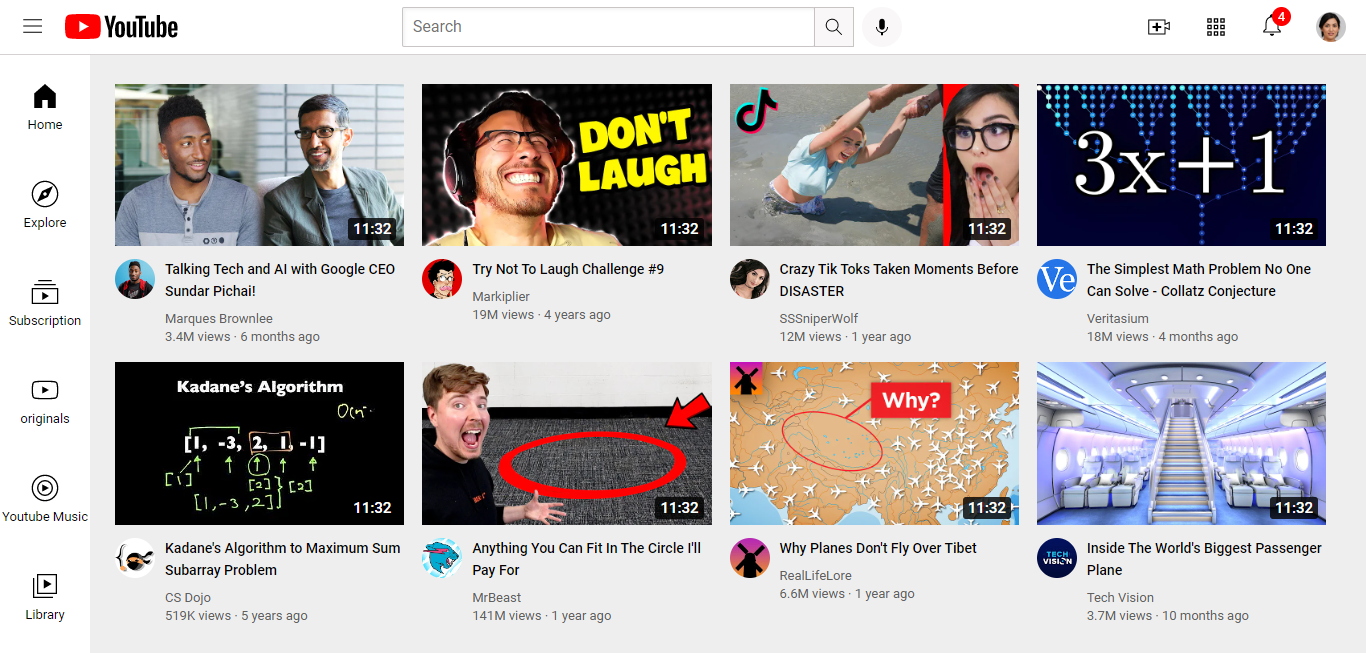 YouTube
Search
4
Home
Explore
Subscription
originals
Youtube Music
Library
11:32
DON'T
LAUGH
11:32
11:32
3x+1
11:32
Talking Tech and AI with Google CEO
Sundar Pichai!
Marques Brownlee
3.4M views · 6 months ago
Try Not To Laugh Challenge #9
Markiplier
19M views · 4 years ago
Crazy Tik Toks Taken Moments Before
DISASTER
SSSniperWolf
12M views · 1 year ago
Ve
The Simplest Math Problem No One
Can Solve - Collatz Conjecture
Veritasium
18M views · 4 months ago
Kadane's Algorithm
[1, -3, 2, 1, -1]
[1]
[2]
[2]
[1,-3,2]
11:32
11:32
Why?
11:32
11:32
Kadane's Algorithm to Maximum Sum
Subarray Problem
CS Dojo
519K views · 5 years ago
Anything You Can Fit In The Circle I'll
Pay For
MrBeast
141M views · 1 year ago
Why Planes Don't Fly Over Tibet
RealLifeLore
6.6M views · 1 year ago
TECH
VISION
Inside The World's Biggest Passenger
Plane
Tech Vision
3.7M views · 10 months ago